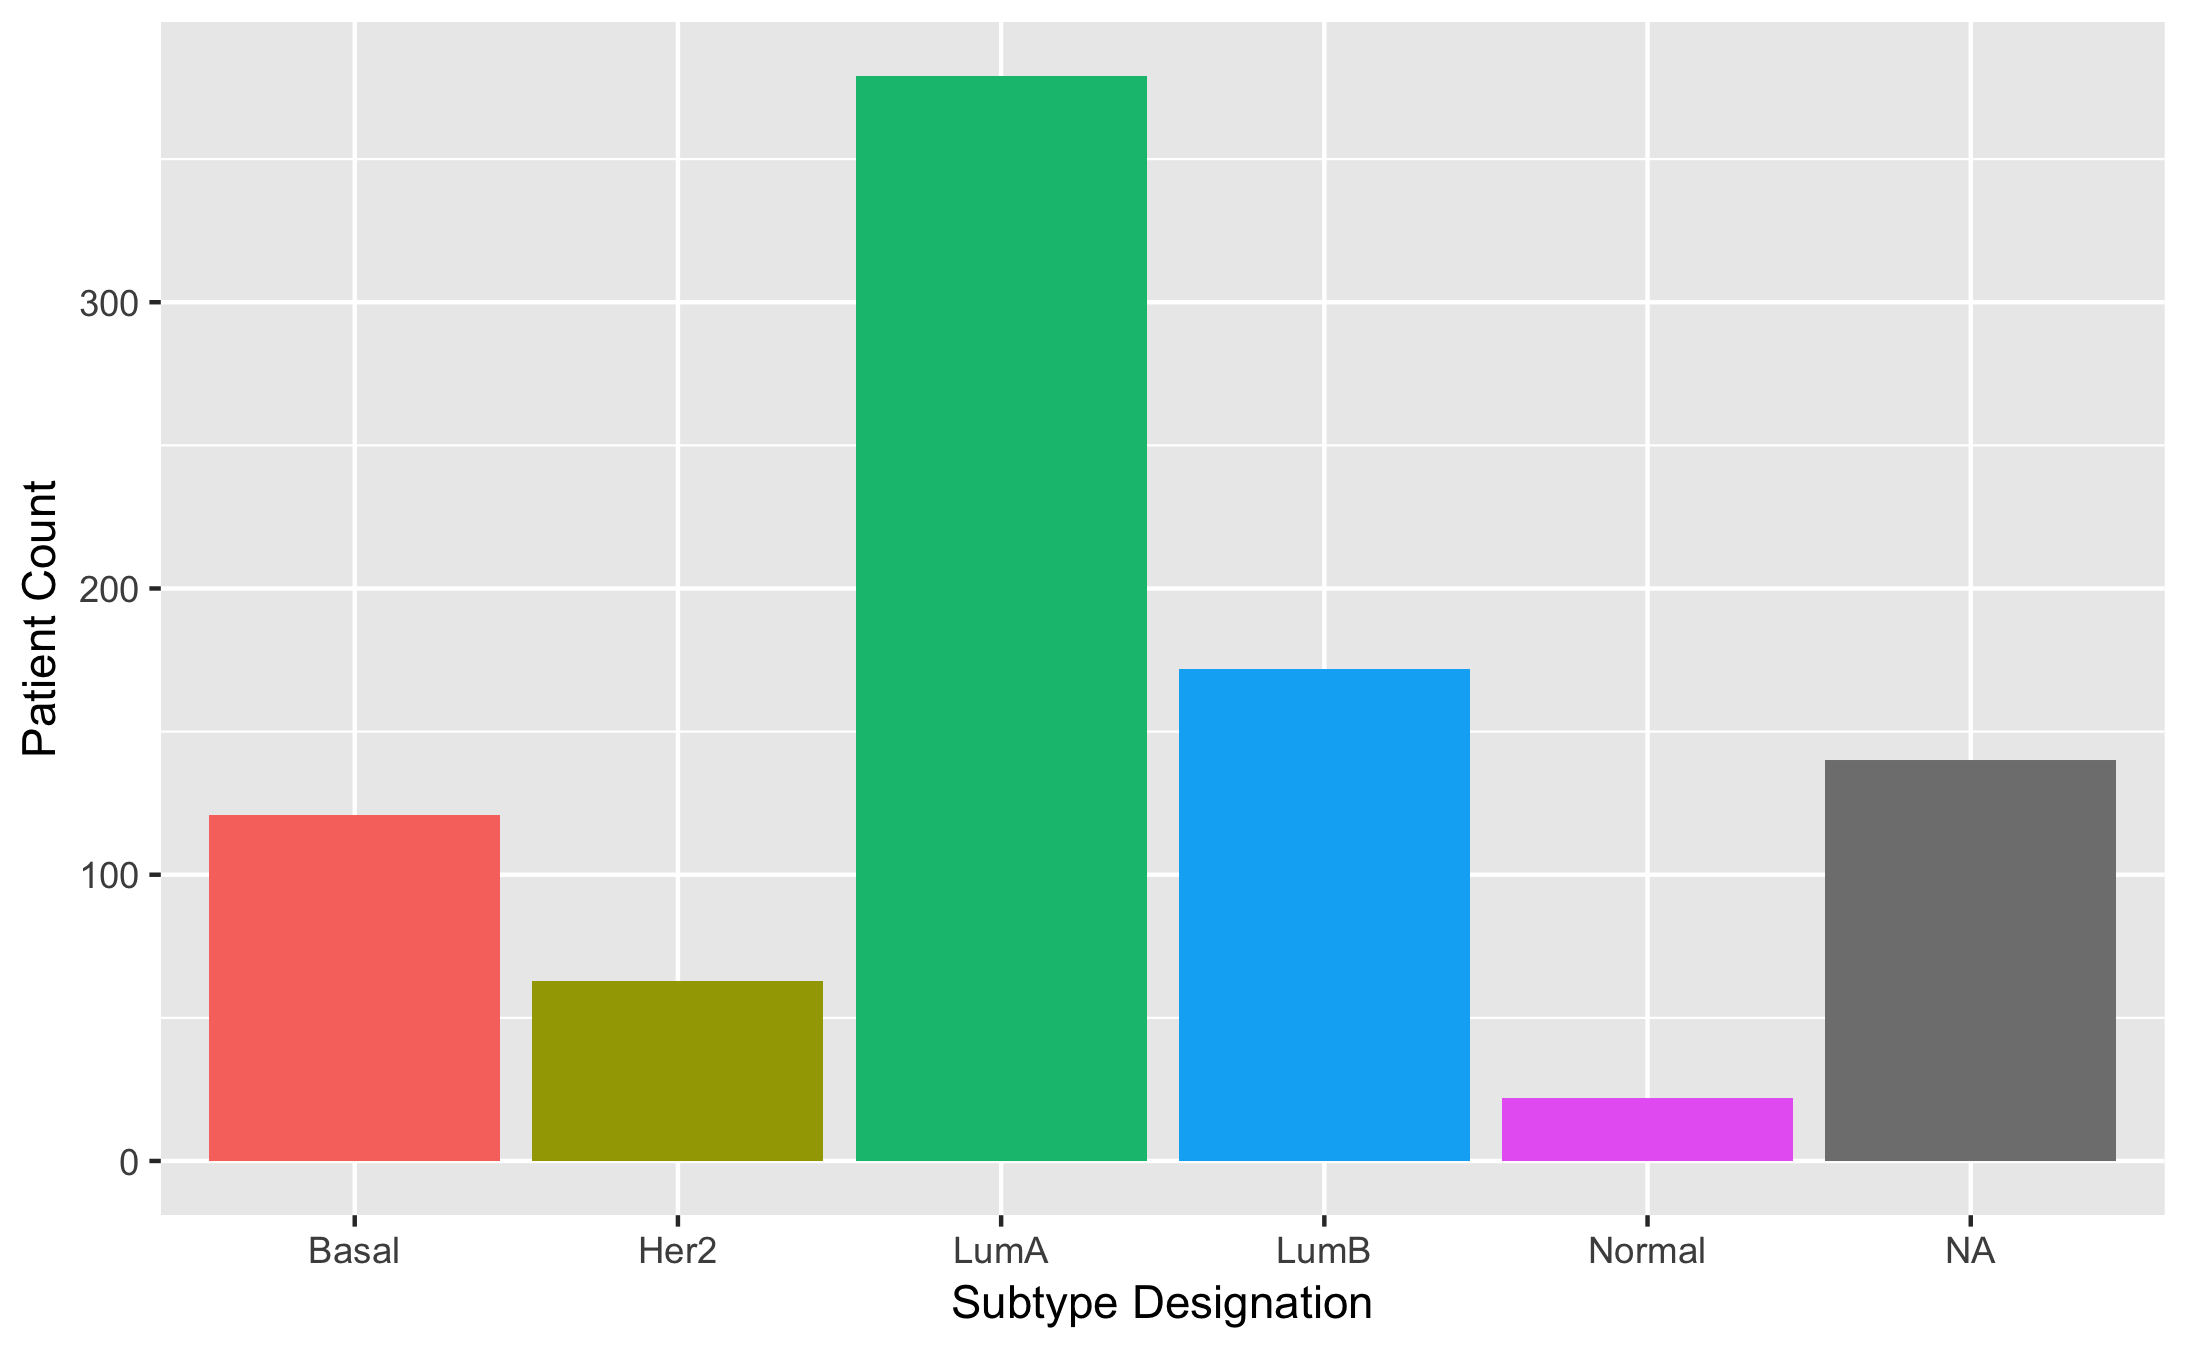 Patient Count
300
200
100
0
Basal Her2 LumA LumB Normal NA
Subtype Designation